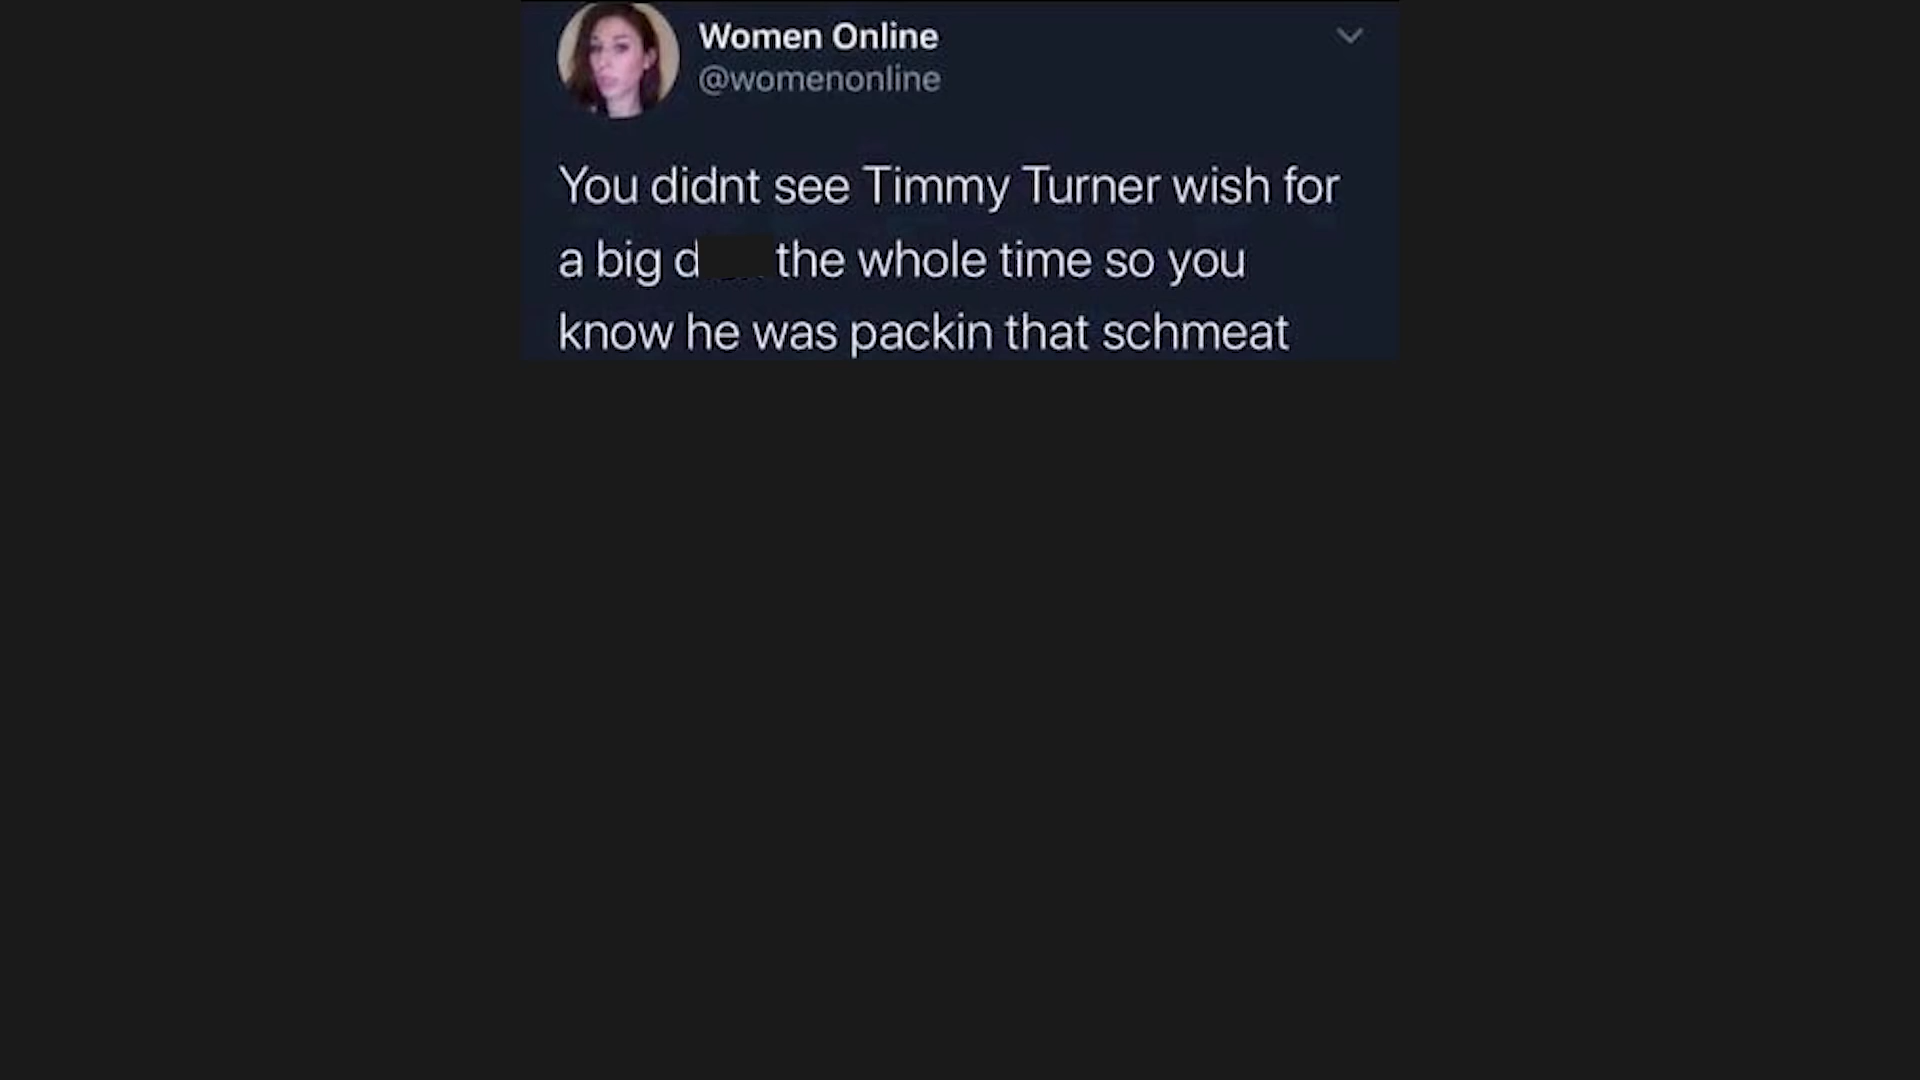 Women Online
@womenonline
You didnt see Timmy Turner wish for
a big d the whole time so you
know he was packin that schmeat